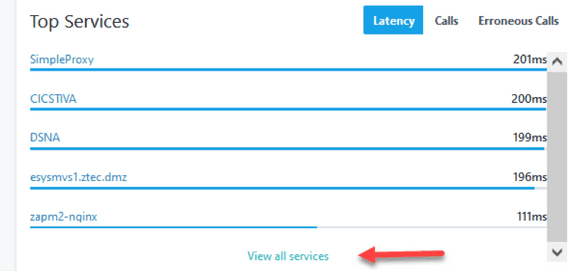 Top Services
Latency Calls Erroneous Calls
SimpleProxy 201ms
CICSTIVA 200ms
DSNA 199ms
esysmvs1.ztec.dmz 196ms
zapm2-nginx 111ms
View all services